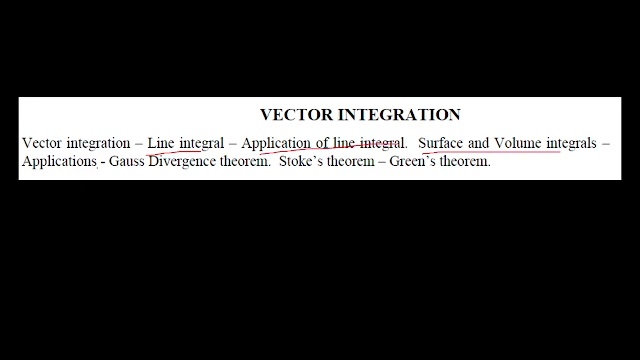 VECTOR INTEGRATION
Vector integration – Line integral – Application of line integral. Surface and Volume integrals –
Applications - Gauss Divergence theorem. Stoke’s theorem – Green’s theorem.